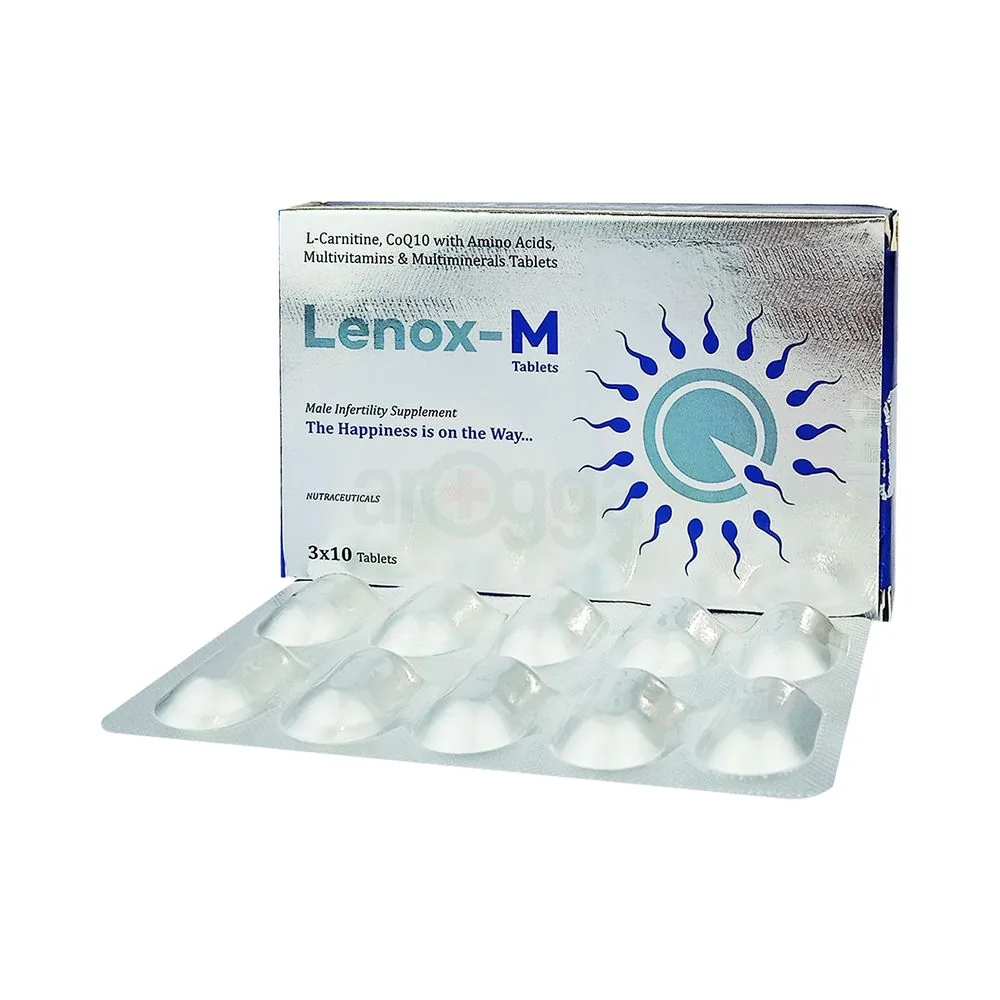 L-Carnitine, CoQ10 with Amino Acids,
Multivitamins & Multiminerals Tablets
Lenox-M
Tablets
Male Infertility Supplement
The Happiness is on the Way...
arogga
NUTRACEUTICALS
3x10 Tablets